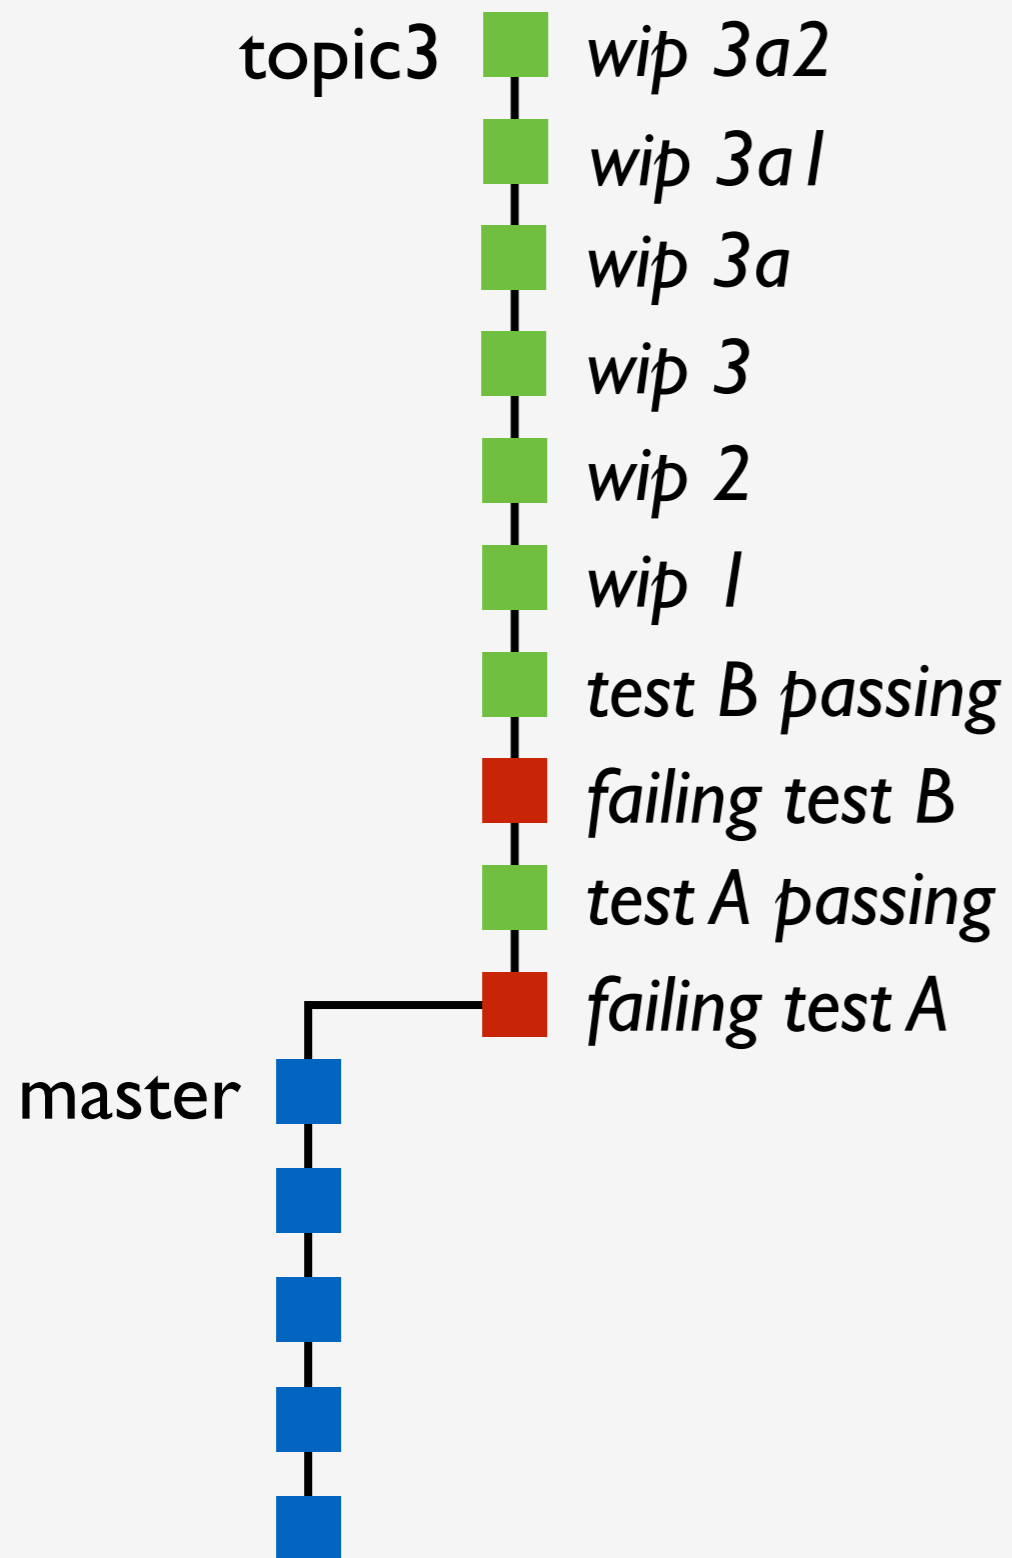 topic3 wip 3a2
wip 3a1
wip 3a
wip 3
wip 2
wip 1
test B passing
failing test B
test A passing
failing test A
master